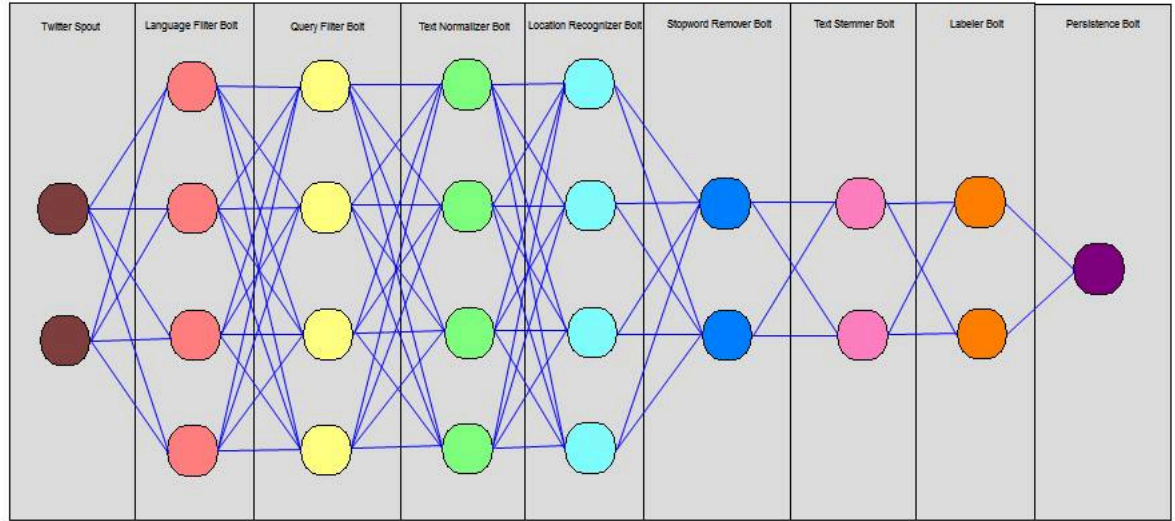 Twitter Spout
Language Filter Bolt
Query Filter Bolt
Text Normalizer Bolt
Location Recognizer Bolt
Stopword Remover Bolt
Text Stemmer Bolt
Labeler Bolt
Persistence Bolt